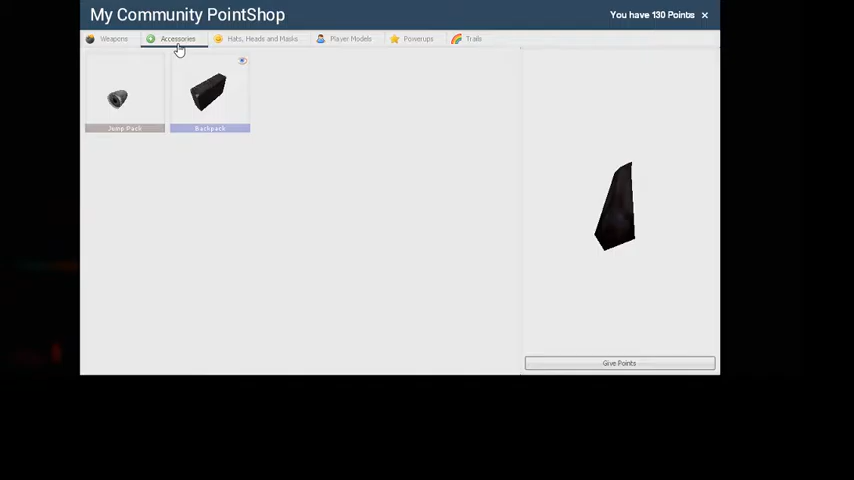 My Community PointShop
You have 130 Points
Weapons Accessories Hats, Heads and Masks Player Models Powerups Trails
Jump Pack Backpack
Give Points